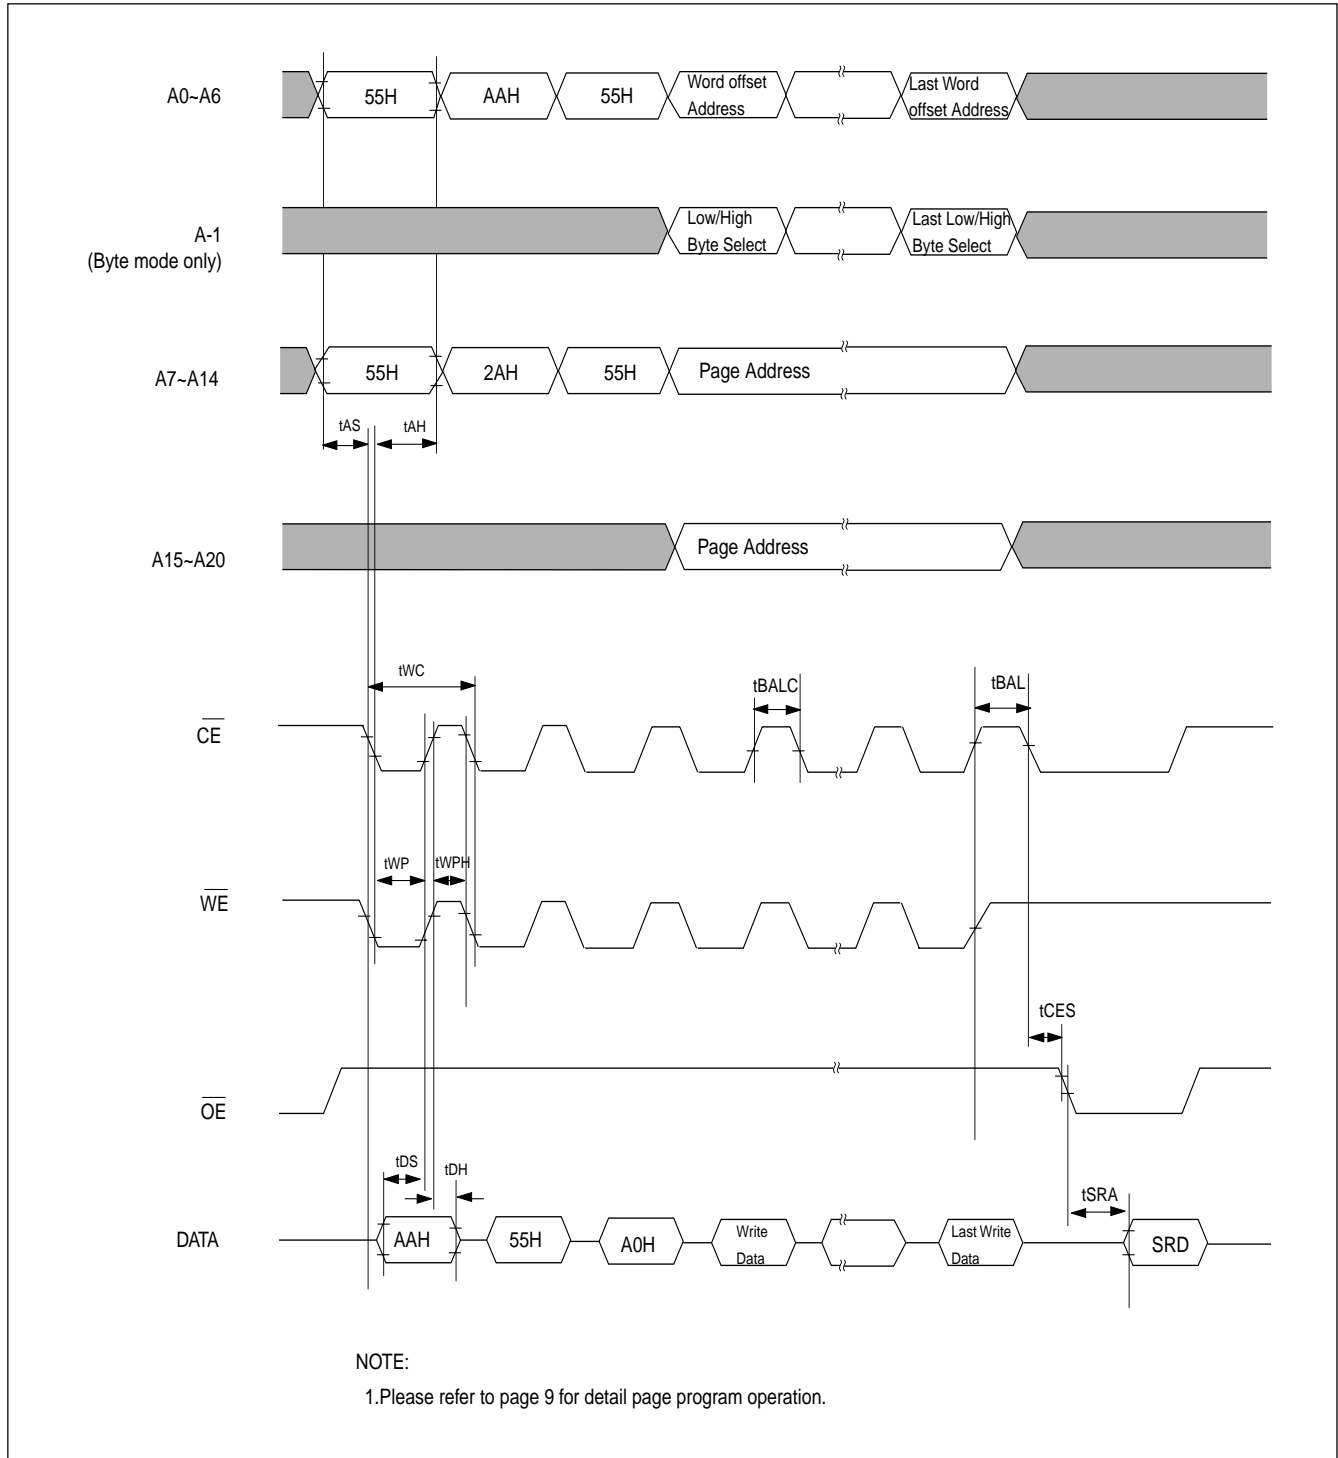 A0~A6
55H
AAH
55H
Word offset
Address
Last Word
offset Address
A-1
(Byte mode only)
Low/High
Byte Select
Last Low/High
Byte Select
A7~A14
55H
2AH
55H
Page Address
tAS
tAH
A15~A20
Page Address
tWC
tBALC
tBAL
CE
tWP
tWPH
WE
tCES
OE
tDS
tDH
tSRA
DATA
AAH
55H
A0H
Write
Data
Last Write
Data
SRD
NOTE:
1.Please refer to page 9 for detail page program operation.